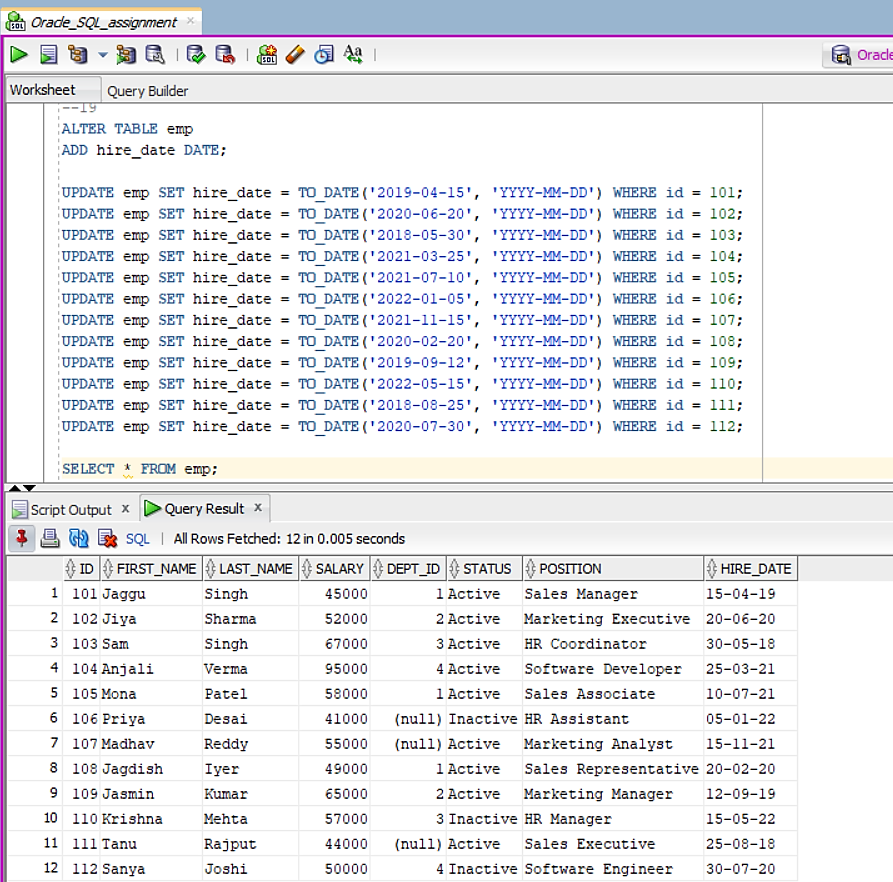 Oracle_SQL_assignment
Oracle
Worksheet Query Builder
--19
ALTER TABLE emp
ADD hire_date DATE;
UPDATE emp SET hire_date = TO_DATE('2019-04-15', 'YYYY-MM-DD') WHERE id = 101;
UPDATE emp SET hire_date = TO_DATE('2020-06-20', 'YYYY-MM-DD') WHERE id = 102;
UPDATE emp SET hire_date = TO_DATE('2018-05-30', 'YYYY-MM-DD') WHERE id = 103;
UPDATE emp SET hire_date = TO_DATE('2021-03-25', 'YYYY-MM-DD') WHERE id = 104;
UPDATE emp SET hire_date = TO_DATE('2021-07-10', 'YYYY-MM-DD') WHERE id = 105;
UPDATE emp SET hire_date = TO_DATE('2022-01-05', 'YYYY-MM-DD') WHERE id = 106;
UPDATE emp SET hire_date = TO_DATE('2021-11-15', 'YYYY-MM-DD') WHERE id = 107;
UPDATE emp SET hire_date = TO_DATE('2020-02-20', 'YYYY-MM-DD') WHERE id = 108;
UPDATE emp SET hire_date = TO_DATE('2019-09-12', 'YYYY-MM-DD') WHERE id = 109;
UPDATE emp SET hire_date = TO_DATE('2022-05-15', 'YYYY-MM-DD') WHERE id = 110;
UPDATE emp SET hire_date = TO_DATE('2018-08-25', 'YYYY-MM-DD') WHERE id = 111;
UPDATE emp SET hire_date = TO_DATE('2020-07-30', 'YYYY-MM-DD') WHERE id = 112;
SELECT * FROM emp;
Script Output x Query Result x
SQL | All Rows Fetched: 12 in 0.005 seconds
ID FIRST_NAME LAST_NAME SALARY DEPT_ID STATUS POSITION HIRE_DATE
1 101 Jaggu Singh 45000 1 Active Sales Manager 15-04-19
2 102 Jiya Sharma 52000 2 Active Marketing Executive 20-06-20
3 103 Sam Singh 67000 3 Active HR Coordinator 30-05-18
4 104 Anjali Verma 95000 4 Active Software Developer 25-03-21
5 105 Mona Patel 58000 1 Active Sales Associate 10-07-21
6 106 Priya Desai 41000 (null) Inactive HR Assistant 05-01-22
7 107 Madhav Reddy 55000 (null) Active Marketing Analyst 15-11-21
8 108 Jagdish Iyer 49000 1 Active Sales Representative 20-02-20
9 109 Jasmin Kumar 65000 2 Active Marketing Manager 12-09-19
10 110 Krishna Mehta 57000 3 Inactive HR Manager 15-05-22
11 111 Tanu Rajput 44000 (null) Active Sales Executive 25-08-18
12 112 Sanya Joshi 50000 4 Inactive Software Engineer 30-07-20